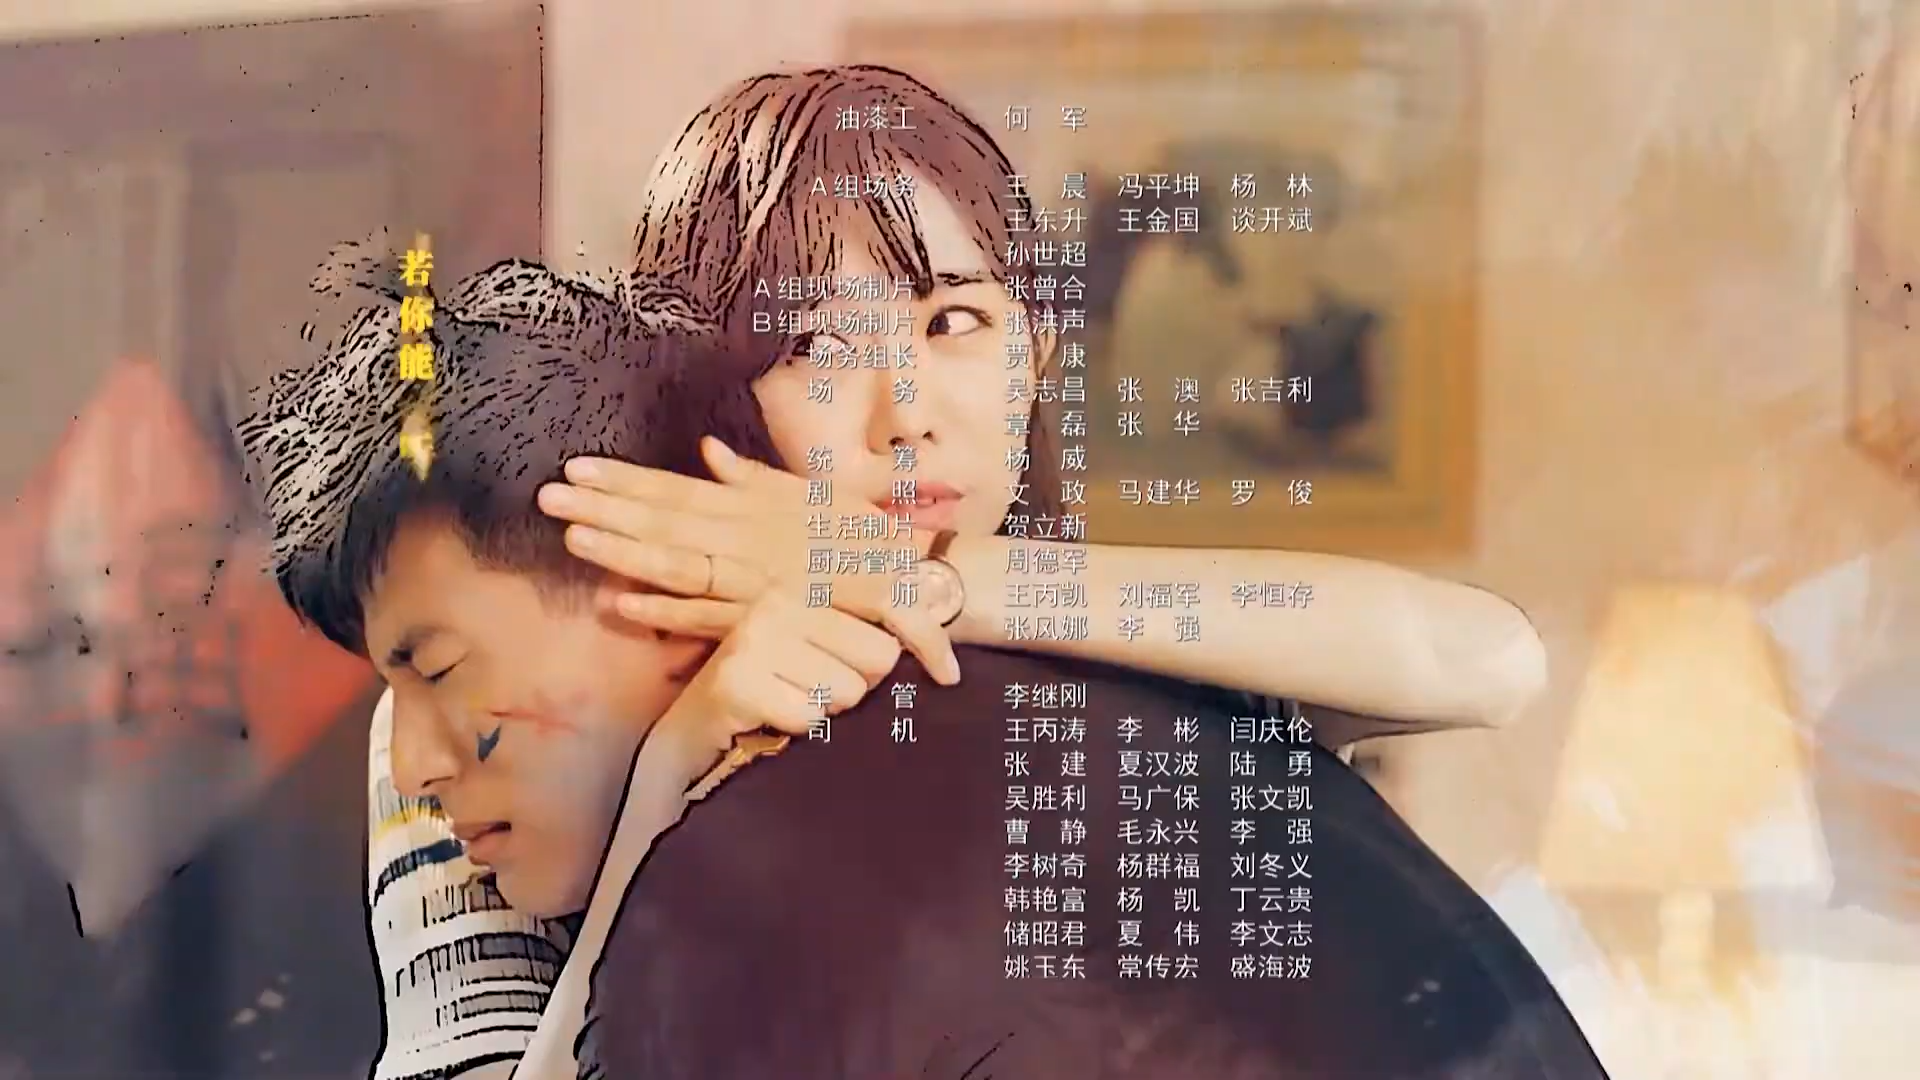 若你能
油漆工 何 军
A组场务 王 晨 冯平坤 杨 林
王东升 王金国 谈开斌
孙世超
A组现场制片 张曾合
B组现场制片 张洪声
场务组长 贾 康
场 务 吴志昌 张 澳 张吉利
章 磊 张 华
统 筹 杨 威
剧 照 文 政 马建华 罗 俊
生活制片 贺立新
厨房管理 周德军
厨 师 王丙凯 刘福军 李恒存
张风娜 李 强
车 管 李继刚
司 机 王丙涛 李 彬 闫庆伦
张 建 夏汉波 陆 勇
吴胜利 马广保 张文凯
曹 静 毛永兴 李 强
李树奇 杨群福 刘冬义
韩艳富 杨 凯 丁云贵
储昭君 夏 伟 李文志
姚玉东 常传宏 盛海波